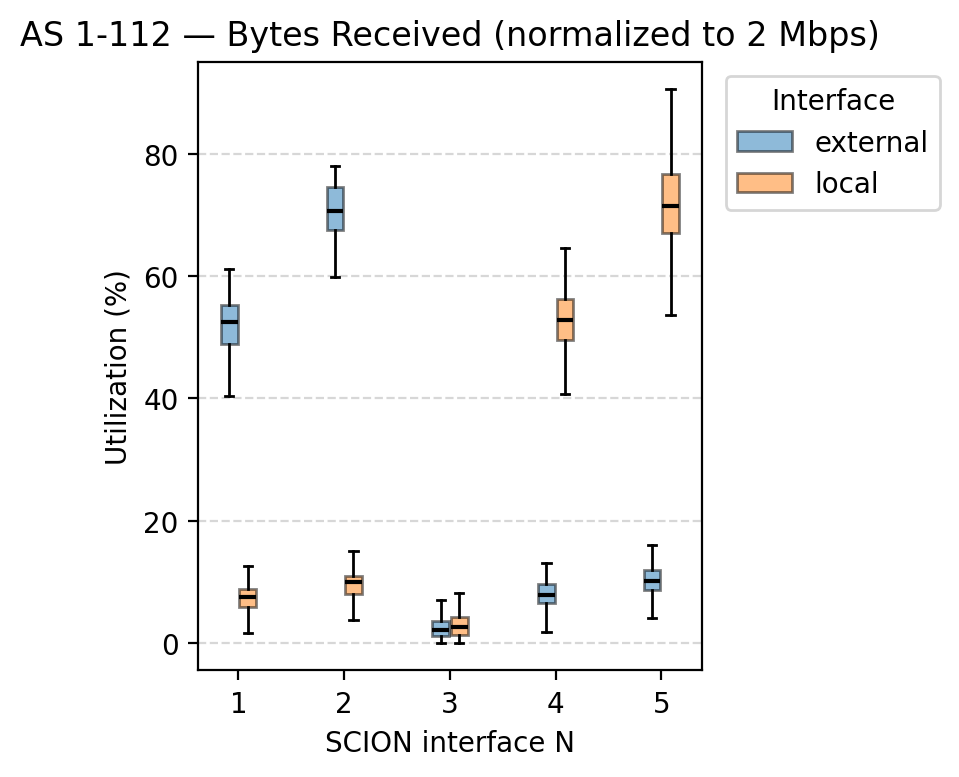 AS 1-112 — Bytes Received (normalized to 2 Mbps)
Interface
external
local
Utilization (%)
80
60
40
20
0
1 2 3 4 5
SCION interface N